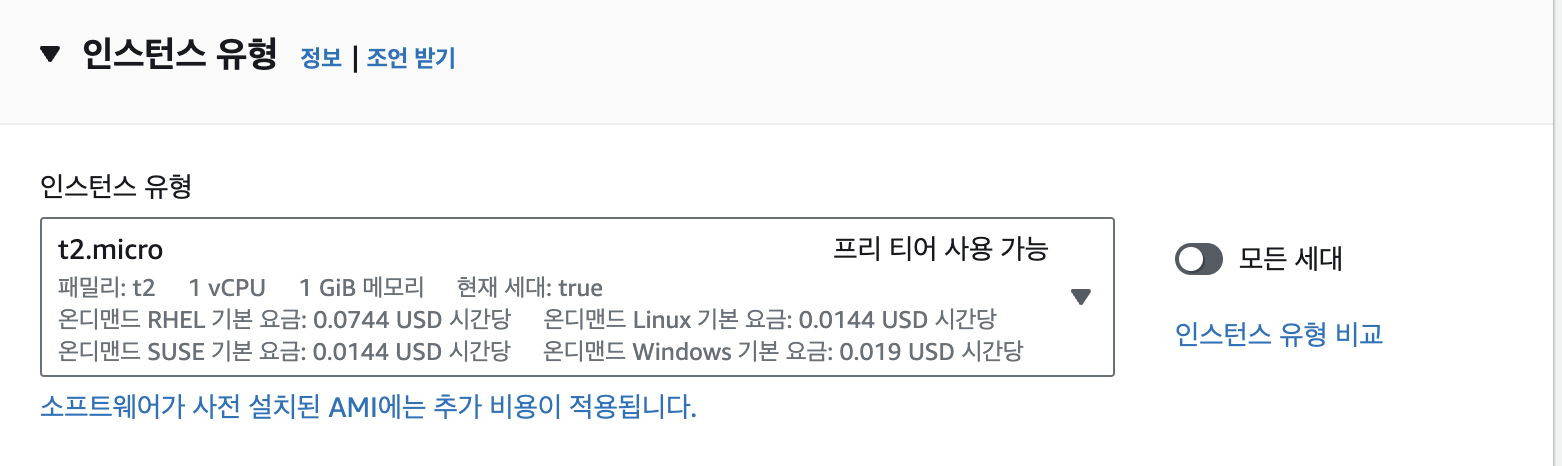 ▼ 인스턴스 유형 정보 | 조언 받기
인스턴스 유형
t2.micro 프리 티어 사용 가능
패밀리: t2 1 vCPU 1 GiB 메모리 현재 세대: true
온디맨드 RHEL 기본 요금: 0.0744 USD 시간당 온디맨드 Linux 기본 요금: 0.0144 USD 시간당
온디맨드 SUSE 기본 요금: 0.0144 USD 시간당 온디맨드 Windows 기본 요금: 0.019 USD 시간당
모든 세대
인스턴스 유형 비교
소프트웨어가 사전 설치된 AMI에는 추가 비용이 적용됩니다.